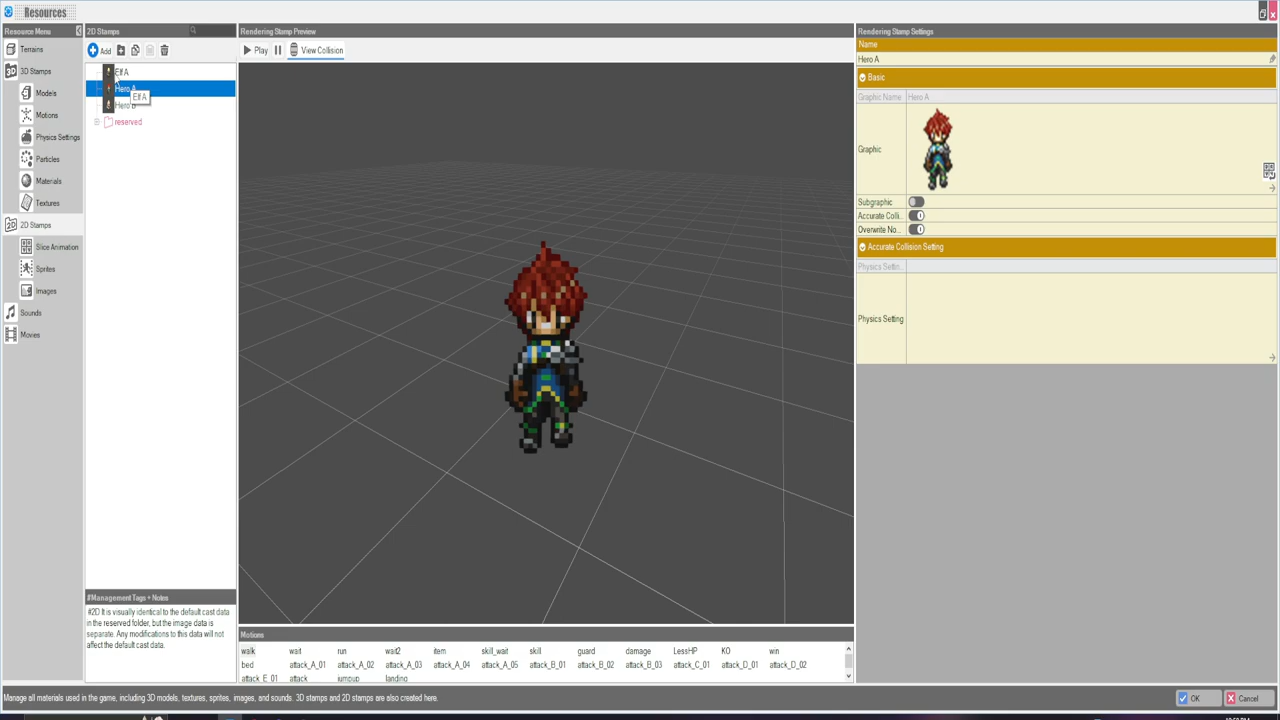 Resources
Resource Menu
Terrains
3D Stamps
Models
Motions
Physics Settings
Particles
Materials
Textures
2D Stamps
Slice Animation
Sprites
Images
Sounds
Movies
2D Stamps
Add
Elf A
Hero A
Elf A
Hero B
reserved
#Management Tags + Notes
#2D It is visually identical to the default cast data
in the reserved folder, but the image data is
separate. Any modifications to this data will not
affect the default cast data.
Rendering Stamp Preview
Play
View Collision
Motions
walk wait run wait2 item skill_wait skill guard damage LessHP KO win
bed attack_A_01 attack_A_02 attack_A_03 attack_A_04 attack_A_05 attack_B_01 attack_B_02 attack_B_03 attack_C_01 attack_D_01 attack_D_02
attack_E_01 attack jumpup landing
Rendering Stamp Settings
Name
Hero A
Basic
Graphic Name Hero A
Graphic
Subgraphic
Accurate Colli..
Overwrite No...
Accurate Collision Setting
Physics Settin..
Physics Setting
Manage all materials used in the game, including 3D models, textures, sprites, images, and sounds. 3D stamps and 2D stamps are also created here.
OK
Cancel